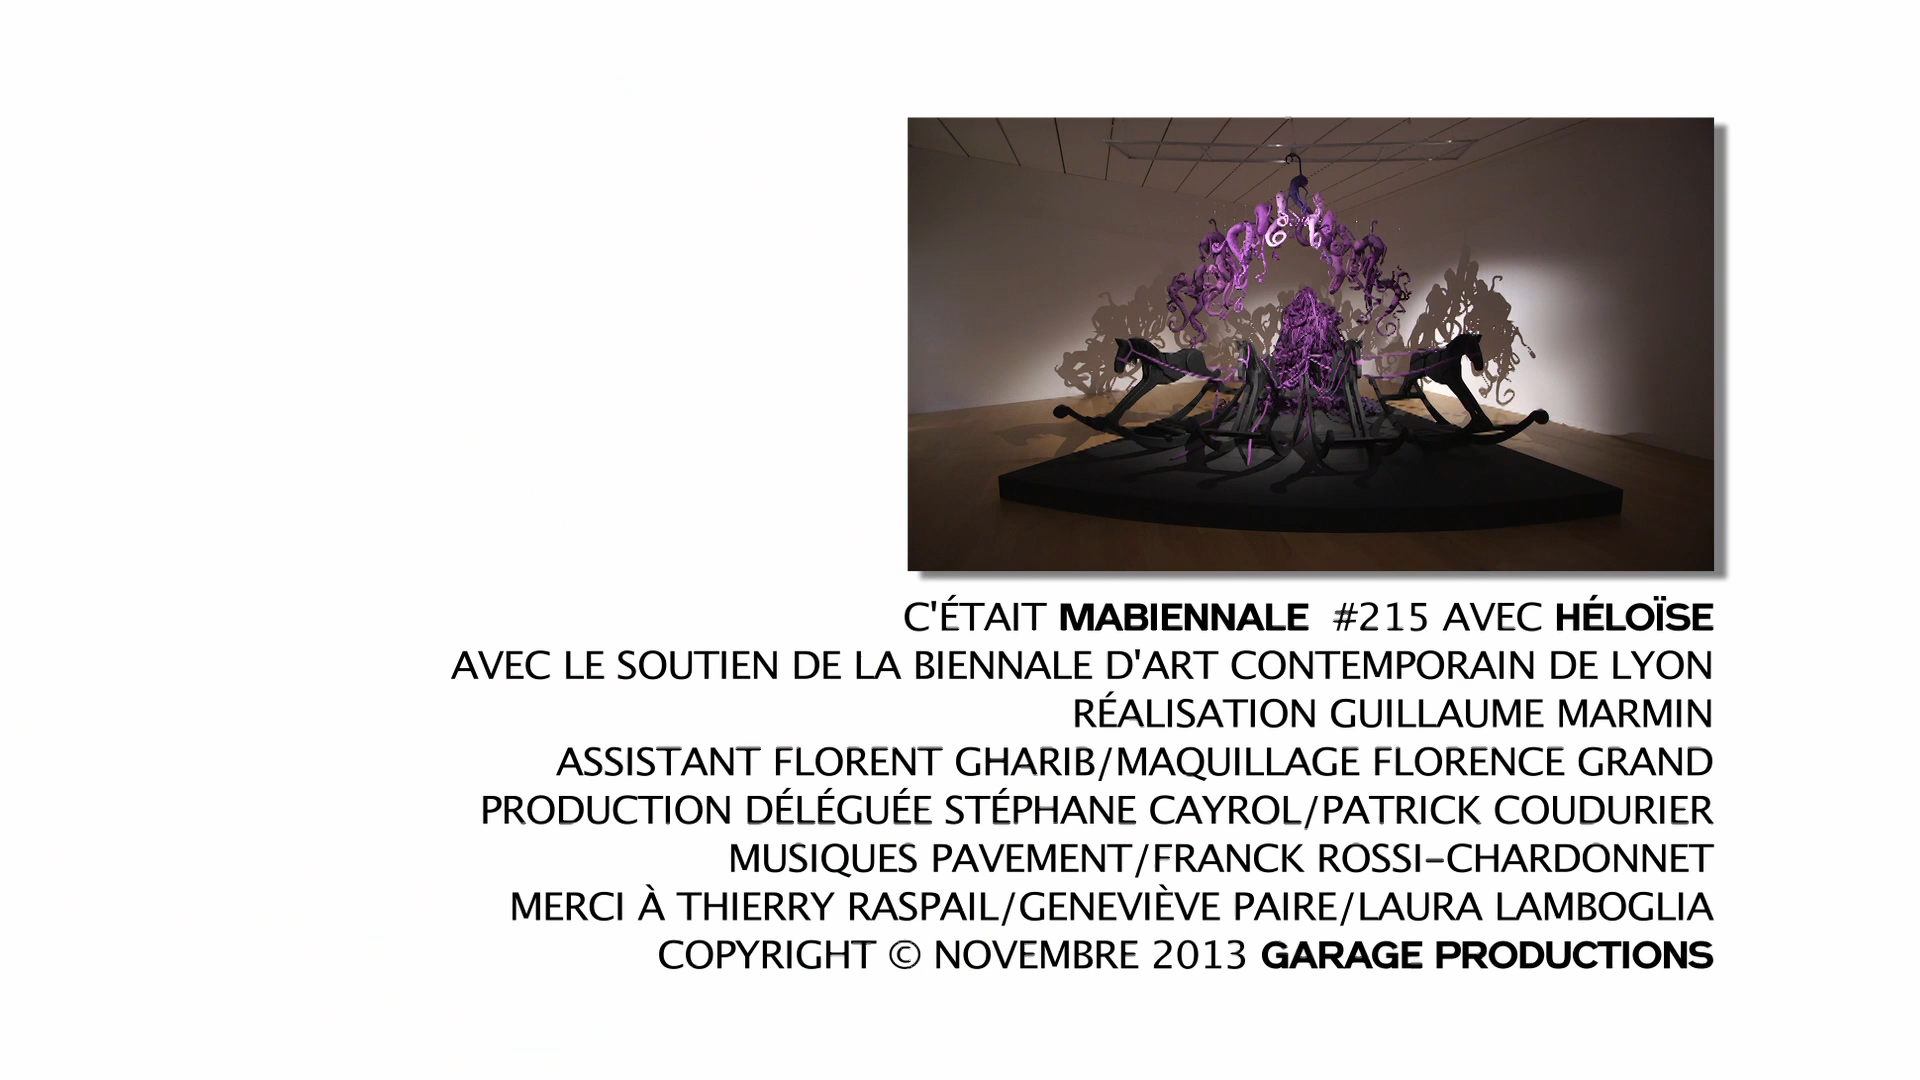 C'ÉTAIT MABIENNALE #215 AVEC HÉLOÏSE
AVEC LE SOUTIEN DE LA BIENNALE D'ART CONTEMPORAIN DE LYON
RÉALISATION GUILLAUME MARMIN
ASSISTANT FLORENT GHARIB/MAQUILLAGE FLORENCE GRAND
PRODUCTION DÉLÉGUÉE STÉPHANE CAYROL/PATRICK COUDURIER
MUSIQUES PAVEMENT/FRANCK ROSSI-CHARDONNET
MERCI À THIERRY RASPAIL/GENEVIÈVE PAIRE/LAURA LAMBOGLIA
COPYRIGHT © NOVEMBRE 2013 GARAGE PRODUCTIONS